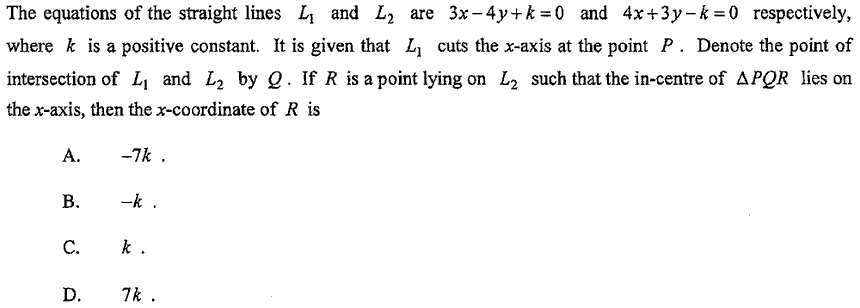 The equations of the straight lines L₁ and L₂ are 3x−4y+k=0 and 4x+3y−k=0 respectively,
where k is a positive constant. It is given that L₁ cuts the x-axis at the point P. Denote the point of
intersection of L₁ and L₂ by Q. If R is a point lying on L₂ such that the in-centre of ΔPQR lies on
the x-axis, then the x-coordinate of R is
A. −7k.
B. −k.
C. k.
D. 7k.